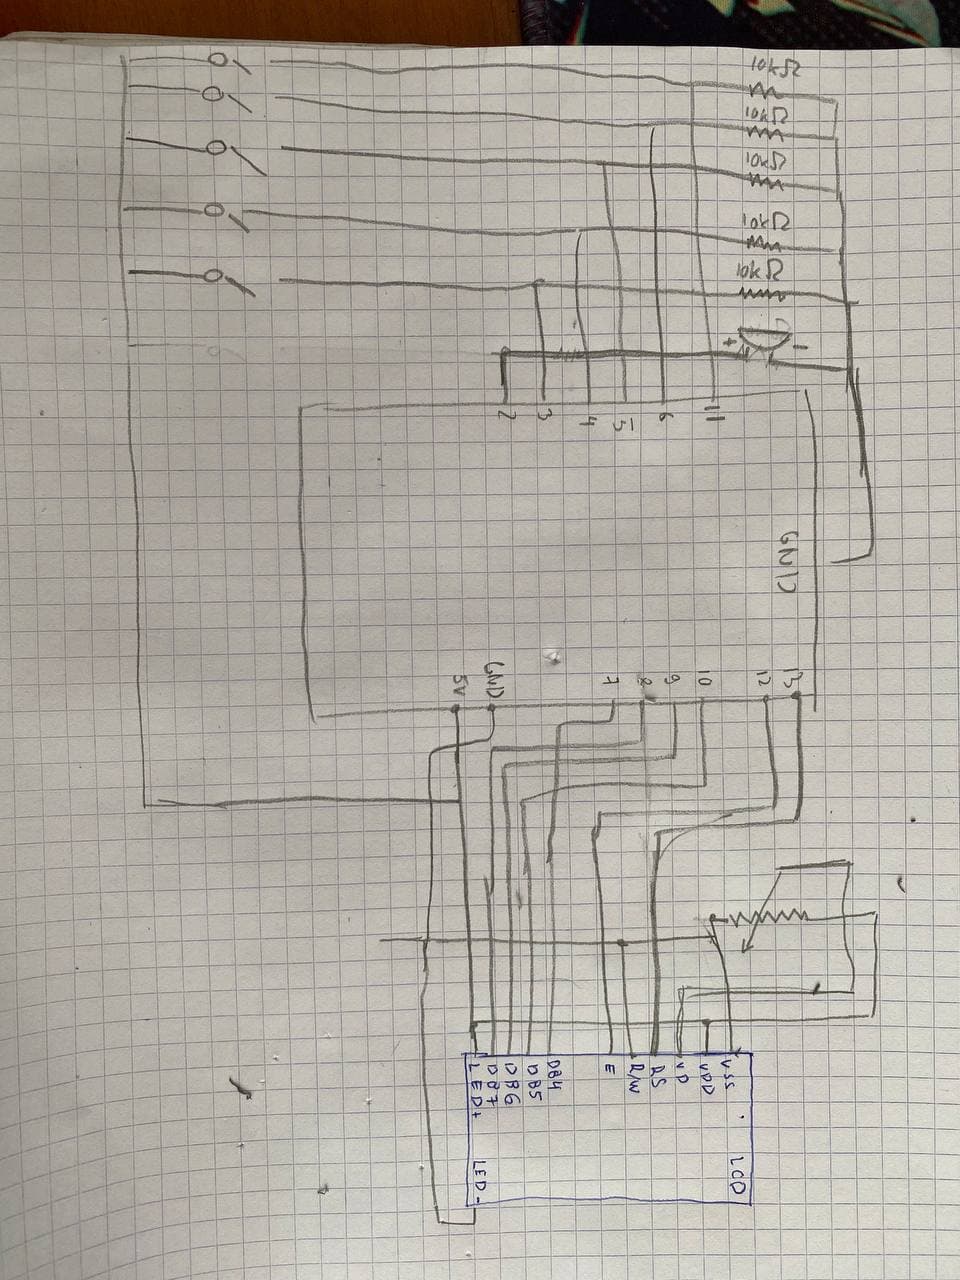 10kΩ
10kΩ
10kΩ
10kΩ
10kΩ
+ -
2 3 4 5 6 11
GND
5V GND 7 8 9 10 12 13
LED+ DB7 DB6 DB5 DB4 E R/W RS VO VDD VSS
LED- LCD